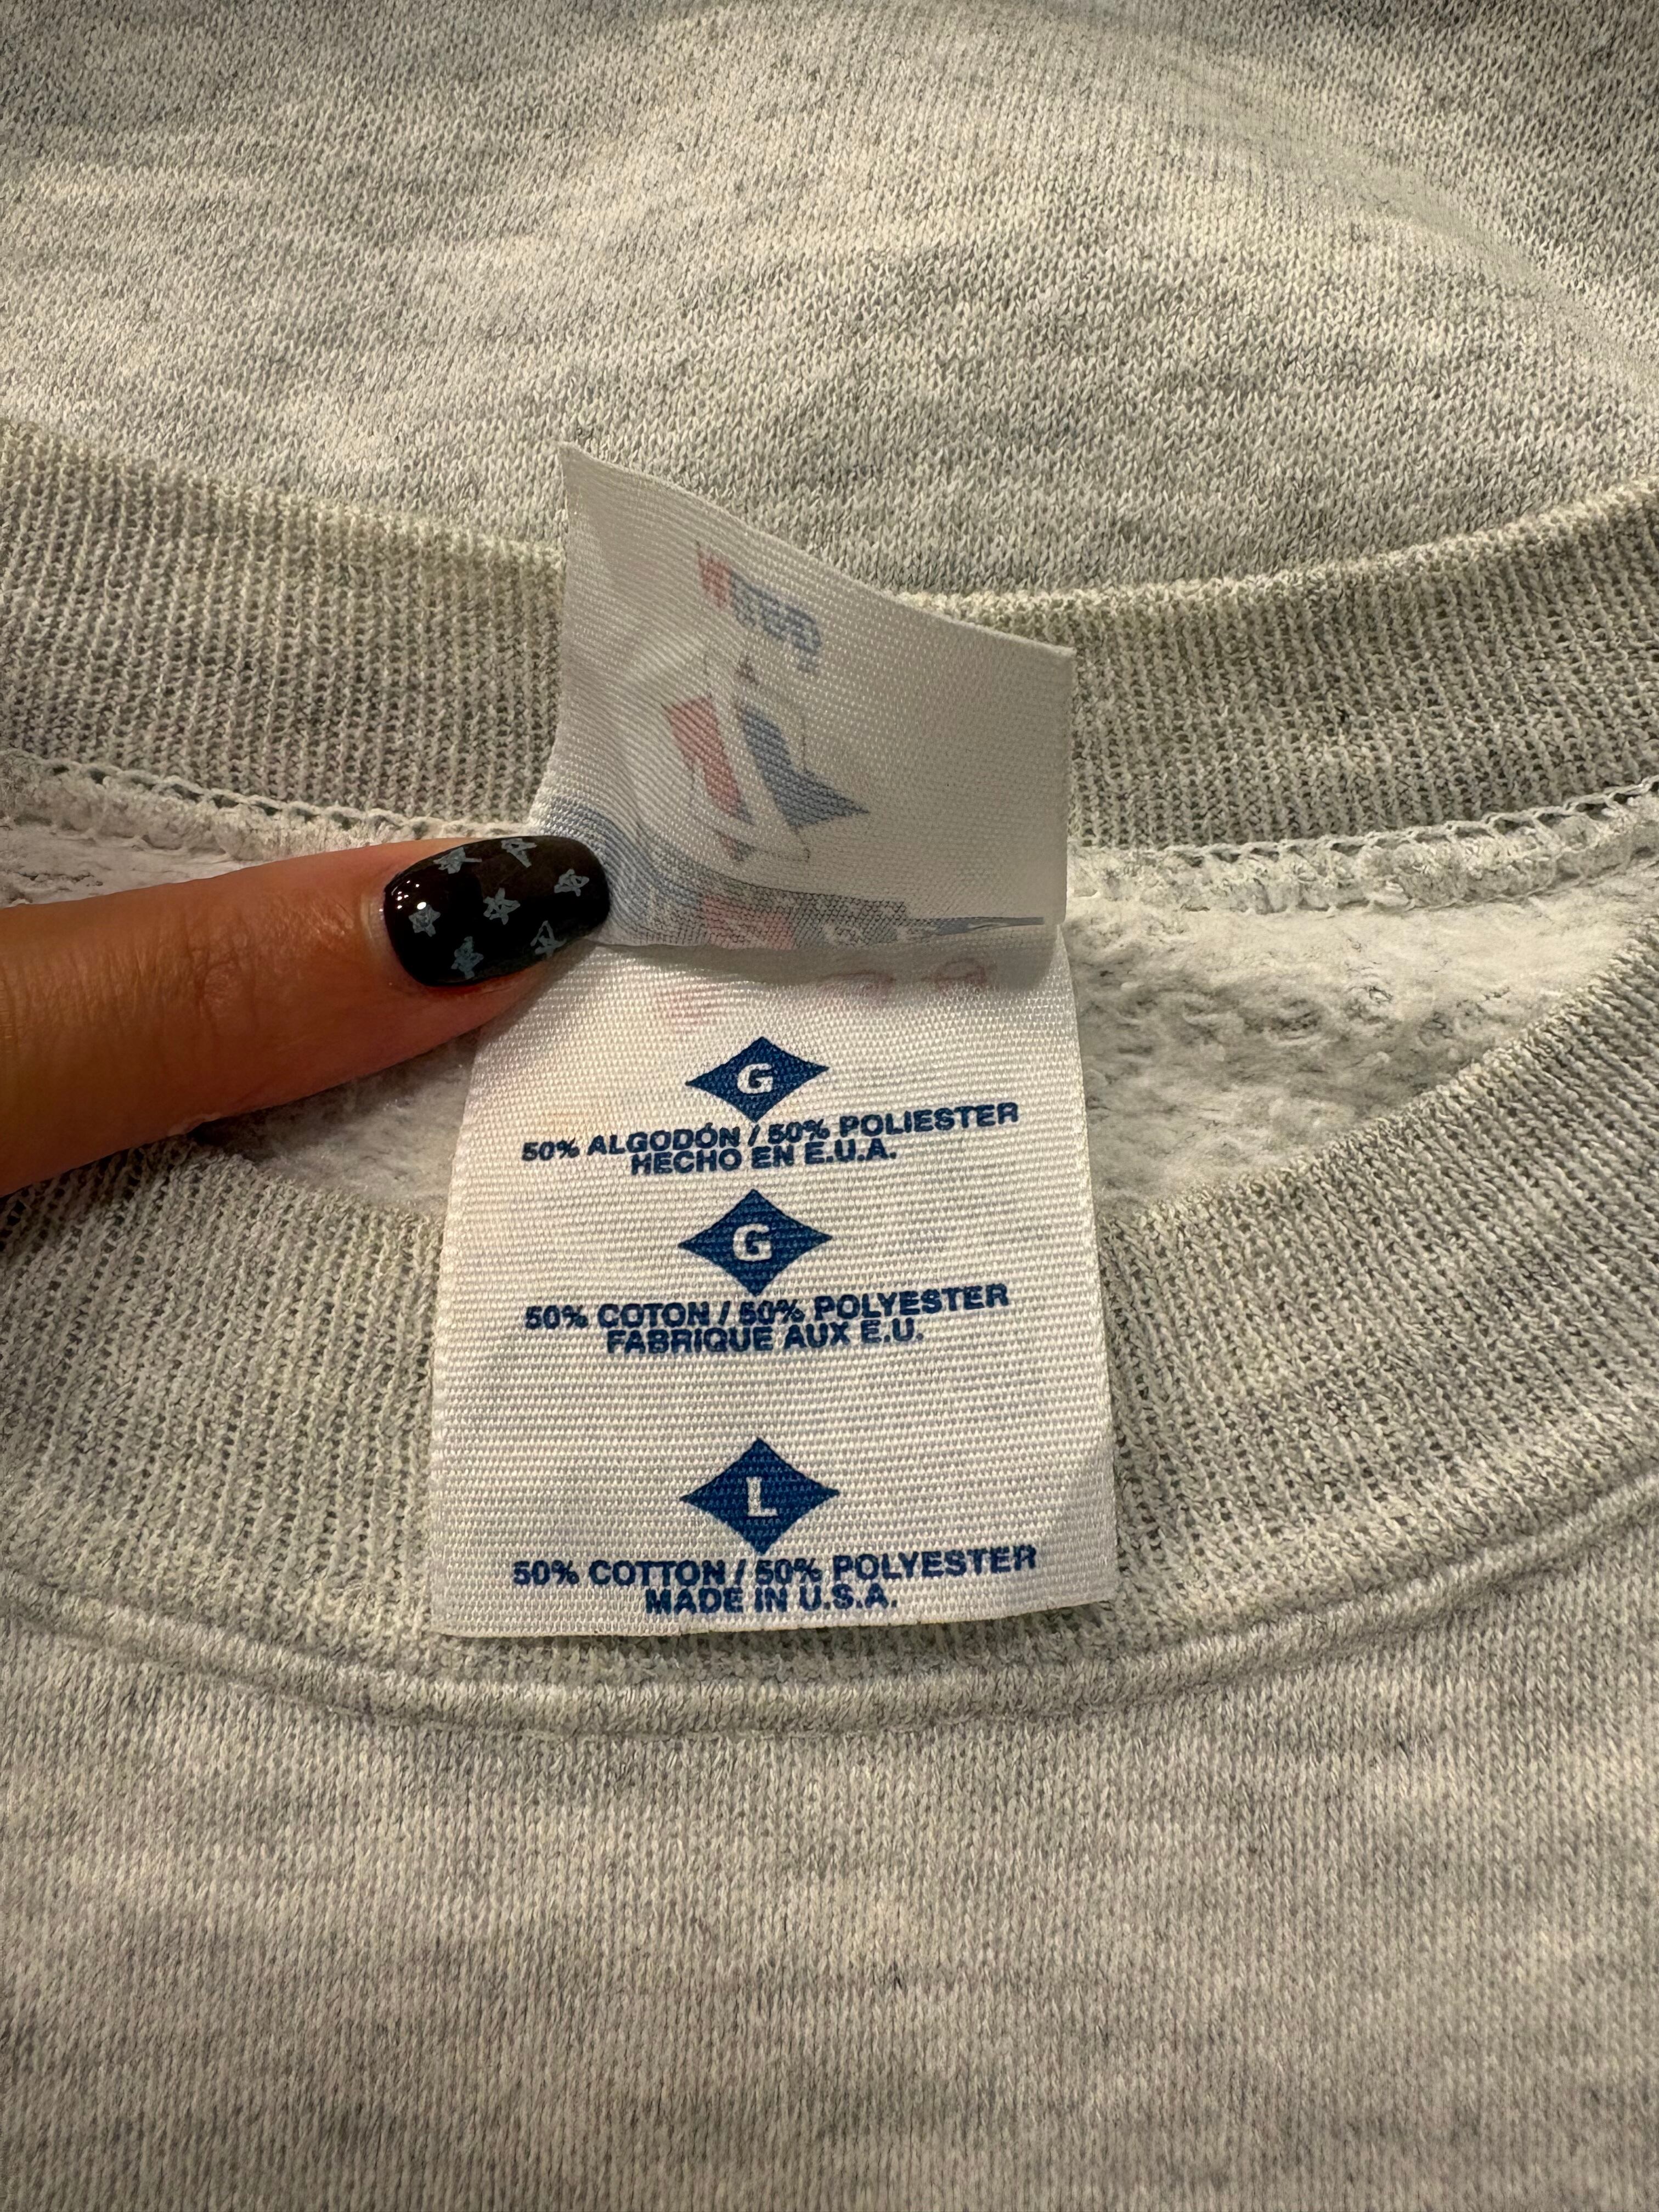 G
50% ALGODÓN / 50% POLIESTER
HECHO EN E.U.A.
G
50% COTON / 50% POLYESTER
FABRIQUE AUX E.U.
L
50% COTTON / 50% POLYESTER
MADE IN U.S.A.